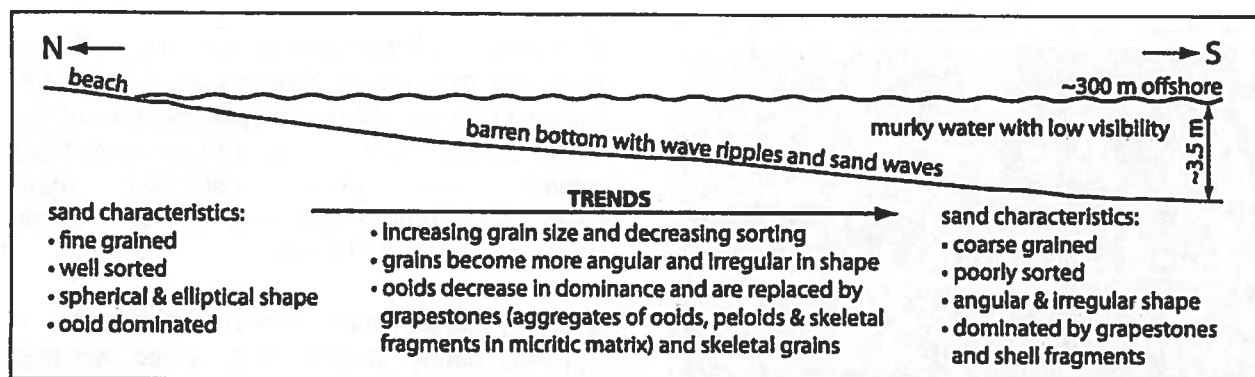 N
S
beach
~300 m offshore
murky water with low visibility
~3.5 m
barren bottom with wave ripples and sand waves
TRENDS
sand characteristics:
• fine grained
• well sorted
• spherical & elliptical shape
• ooid dominated
• increasing grain size and decreasing sorting
• grains become more angular and irregular in shape
• ooids decrease in dominance and are replaced by
grapestones (aggregates of ooids, peloids & skeletal
fragments in micritic matrix) and skeletal grains
sand characteristics:
• coarse grained
• poorly sorted
• angular & irregular shape
• dominated by grapestones
and shell fragments